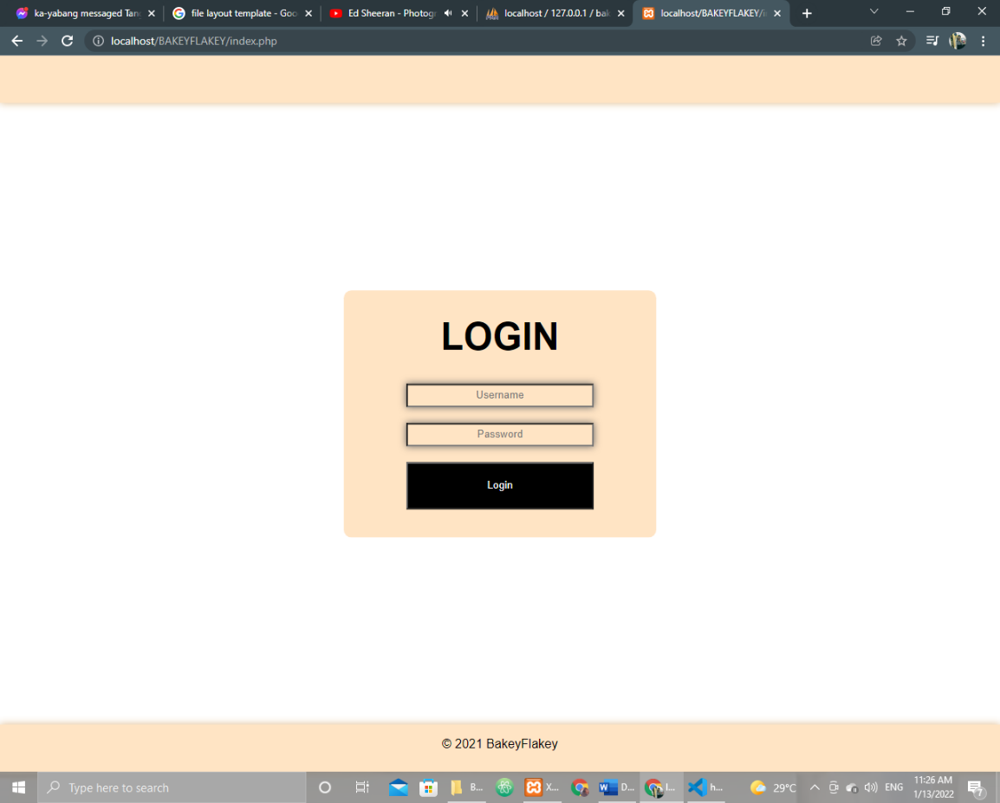 ka-yabang messaged Tan
file layout template - Goo
Ed Sheeran - Photogr
localhost / 127.0.0.1 / bak
localhost/BAKEYFLAKEY/i
localhost/BAKEYFLAKEY/index.php
LOGIN
Username
Password
Login
© 2021 BakeyFlakey
Type here to search
B...
X...
D...
l...
h...
29°C
ENG
11:26 AM
1/13/2022
7